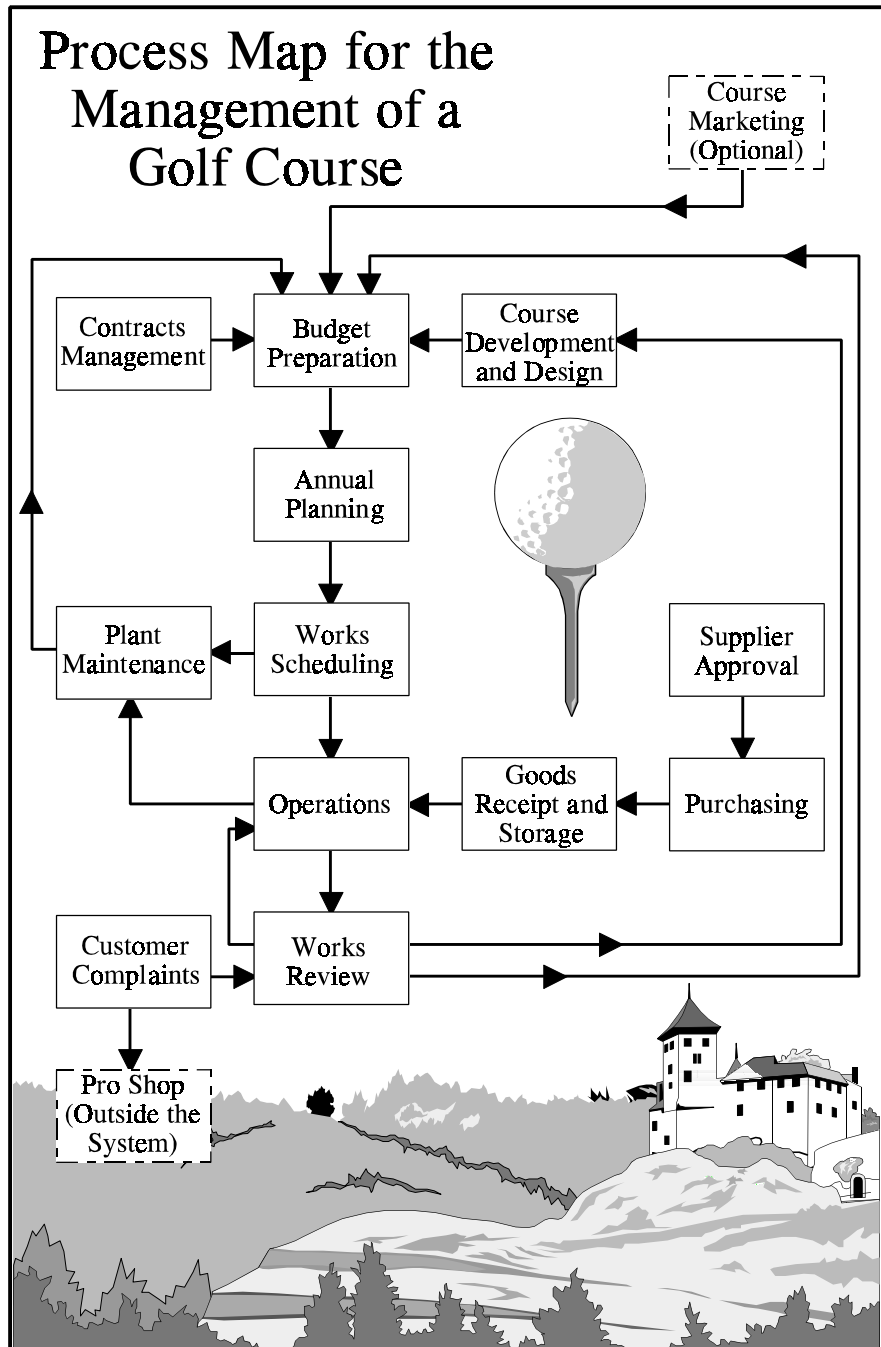 Process Map for the
Management of a
Golf Course
Course
Marketing
(Optional)
Contracts
Management
Budget
Preparation
Course
Development
and Design
Annual
Planning
Plant
Maintenance
Works
Scheduling
Supplier
Approval
Operations
Goods
Receipt and
Storage
Purchasing
Customer
Complaints
Works
Review
Pro Shop
(Outside the
System)